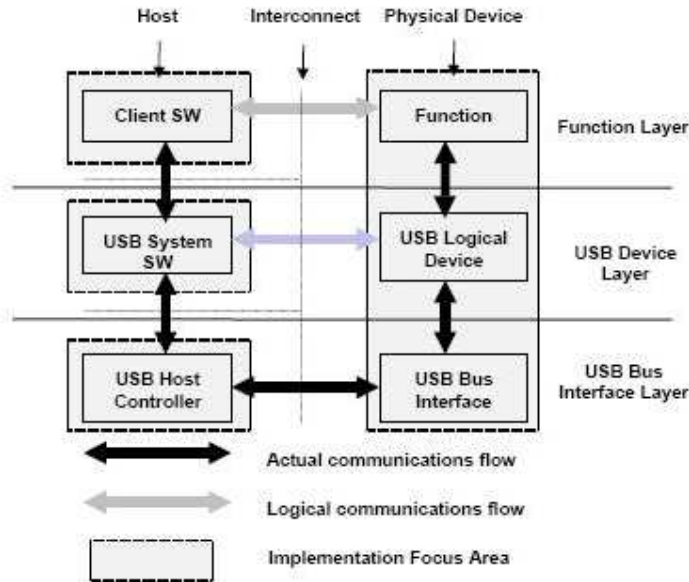 Host
Interconnect
Physical Device
Client SW
Function
Function Layer
USB System
SW
USB Logical
Device
USB Device
Layer
USB Host
Controller
USB Bus
Interface
USB Bus
Interface Layer
Actual communications flow
Logical communications flow
Implementation Focus Area